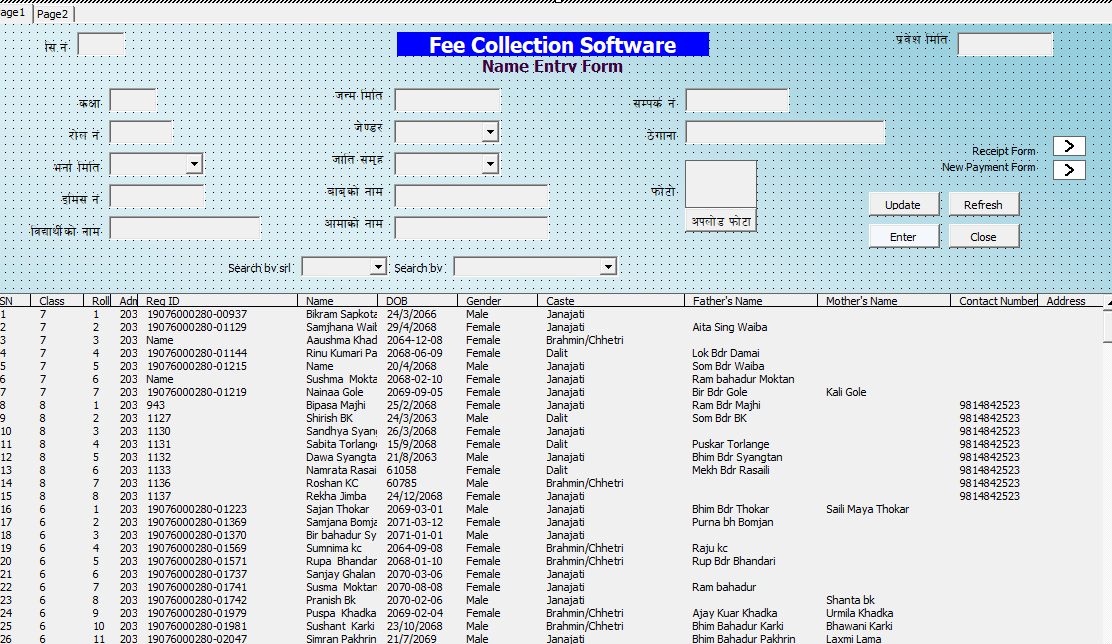 age1 Page2
सि.नं
Fee Collection Software
प्रवेश मिति
Name Entry Form
कक्षा
जन्म मिति
सम्पर्क नं
रोल नं
जेण्डर
ठेगाना
भर्ना मिति
जाति समूह
Receipt Form >
New Payment Form >
इमिस नं
बाबुको नाम
फोटो
विद्यार्थीको नाम
आमाको नाम
अपलोड फोटा
Update Refresh
Enter Close
Search by srl Search by
SN Class Roll Adn Reg ID Name DOB Gender Caste Father's Name Mother's Name Contact Number Address
1 7 1 203 19076000280-00937 Bikram Sapkota 24/3/2066 Male Janajati
2 7 2 203 19076000280-01129 Samjhana Wait 29/4/2068 Female Janajati Aita Sing Waiba
3 7 3 203 Name Aaushma Khad 2064-12-08 Female Brahmin/Chhetri
4 7 4 203 19076000280-01144 Rinu Kumari Pa 2068-06-09 Female Dalit Lok Bdr Damai
5 7 5 203 19076000280-01215 Name 20/4/2068 Male Janajati Som Bdr Waiba
6 7 6 203 Name Sushma Mokta 2068-02-10 Female Janajati Ram bahadur Moktan
7 7 7 203 19076000280-01219 Nainaa Gole 2069-09-05 Female Janajati Bir Bdr Gole Kali Gole
8 8 1 203 943 Bipasa Majhi 25/2/2068 Female Janajati Ram Bdr Majhi 9814842523
9 8 2 203 1127 Shirish BK 24/3/2063 Male Dalit Som Bdr BK 9814842523
10 8 3 203 1130 Sandhya Syan 26/3/2068 Female Janajati 9814842523
11 8 4 203 1131 Sabita Torlang 15/9/2068 Female Dalit Puskar Torlange 9814842523
12 8 5 203 1132 Dawa Syangta 21/8/2063 Male Janajati Bhim Bdr Syangtan 9814842523
13 8 6 203 1133 Namrata Rasai 61058 Female Dalit Mekh Bdr Rasaili 9814842523
14 8 7 203 1136 Roshan KC 60785 Male Brahmin/Chhetri 9814842523
15 8 8 203 1137 Rekha Jimba 24/12/2068 Female Janajati 9814842523
16 6 1 203 19076000280-01223 Sajan Thokar 2069-03-01 Male Janajati Bhim Bdr Thokar Saili Maya Thokar
17 6 2 203 19076000280-01369 Samjana Bomja 2071-03-12 Female Janajati Purna bh Bomjan
18 6 3 203 19076000280-01370 Bir bahadur Sy 2071-01-01 Male Janajati
19 6 4 203 19076000280-01569 Sumnima kc 2064-09-08 Female Brahmin/Chhetri Raju kc
20 6 5 203 19076000280-01571 Rupa Bhandar 2068-01-10 Female Brahmin/Chhetri Rup Bdr Bhandari
21 6 6 203 19076000280-01737 Sanjay Ghalan 2070-03-06 Female Janajati
22 6 7 203 19076000280-01741 Susma Moktan 2070-08-08 Female Janajati Ram bahadur
23 6 8 203 19076000280-01742 Pranish Bk 2070-02-06 Male Janajati Shanta bk
24 6 9 203 19076000280-01979 Puspa Khadka 2069-02-04 Female Brahmin/Chhetri Ajay Kuar Khadka Urmila Khadka
25 6 10 203 19076000280-01981 Sushant Karki 23/10/2068 Male Brahmin/Chhetri Bhim Bahadur Karki Bhawani Karki
26 6 11 203 19076000280-02047 Simran Pakhrin 21/7/2069 Male Janajati Bhim Bahadur Pakhrin Laxmi Lama